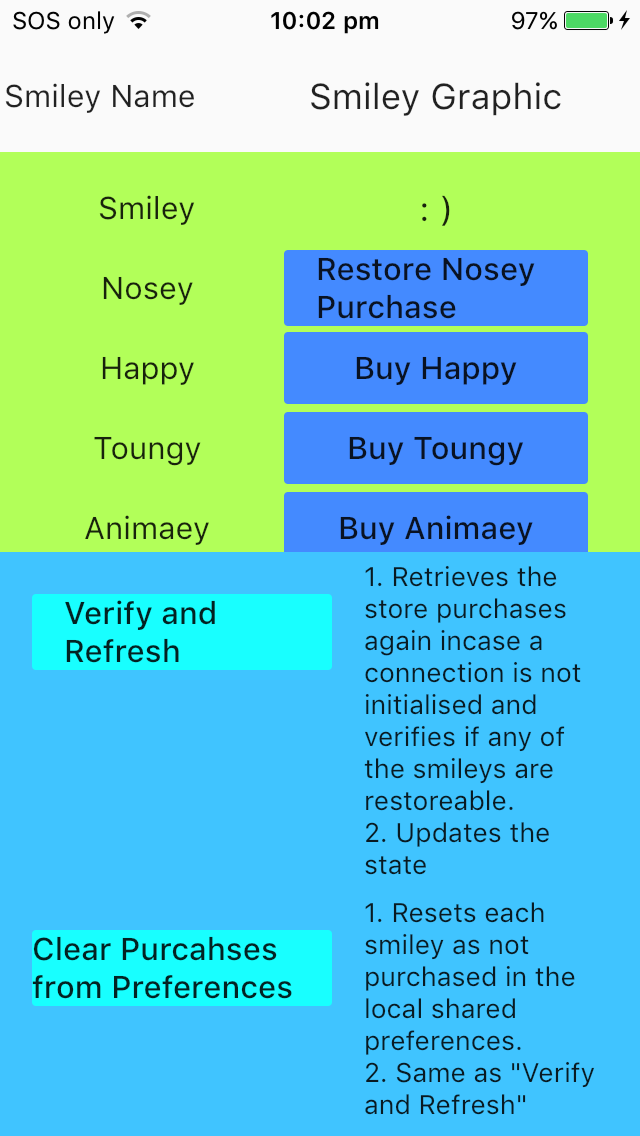 SOS only 10:02 pm 97%
Smiley Name Smiley Graphic
Smiley : )
Nosey Restore Nosey
Purchase
Happy Buy Happy
Toungy Buy Toungy
Animaey Buy Animaey
Verify and
Refresh
1. Retrieves the
store purchases
again incase a
connection is not
initialised and
verifies if any of
the smileys are
restoreable.
2. Updates the
state
Clear Purcahses
from Preferences
1. Resets each
smiley as not
purchased in the
local shared
preferences.
2. Same as "Verify
and Refresh"